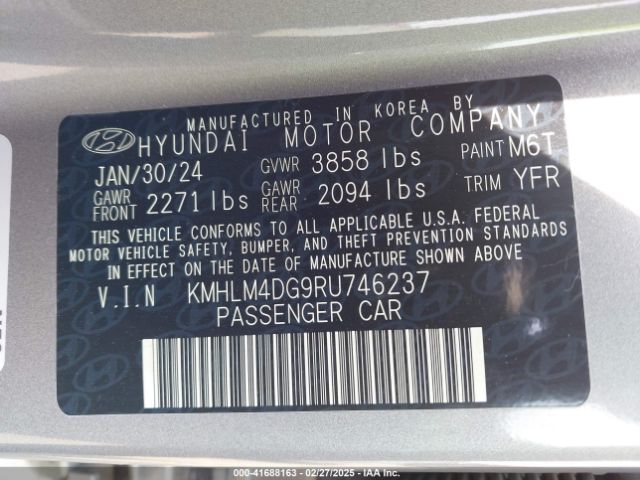 MANUFACTURED IN KOREA BY
HYUNDAI MOTOR COMPANY
JAN/30/24 GVWR 3858 lbs PAINT M6T
GAWR FRONT 2271 lbs GAWR REAR 2094 lbs TRIM YFR
THIS VEHICLE CONFORMS TO ALL APPLICABLE U.S.A. FEDERAL
MOTOR VEHICLE SAFETY, BUMPER, AND THEFT PREVENTION STANDARDS
IN EFFECT ON THE DATE OF MANUFACTURE SHOWN ABOVE
V.I.N KMHLM4DG9RU746237
PASSENGER CAR
000-41688163 | 02/27/2025 | IAA, Inc.